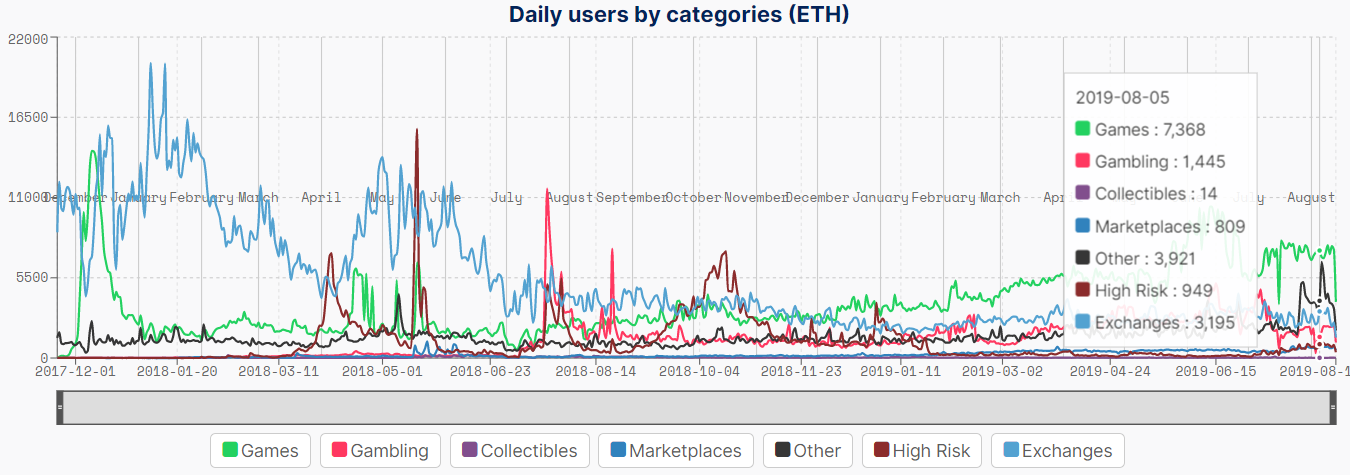 Daily users by categories (ETH)
22000
16500
11000
5500
0
December January February March April May June July August September October November December January February March Apr July August
2019-08-05
Games : 7,368
Gambling : 1,445
Collectibles : 14
Marketplaces : 809
Other : 3,921
High Risk : 949
Exchanges : 3,195
2017-12-01 2018-01-20 2018-03-11 2018-05-01 2018-06-23 2018-08-14 2018-10-04 2018-11-23 2019-01-11 2019-03-02 2019-04-24 2019-06-15 2019-08-1
Games Gambling Collectibles Marketplaces Other High Risk Exchanges